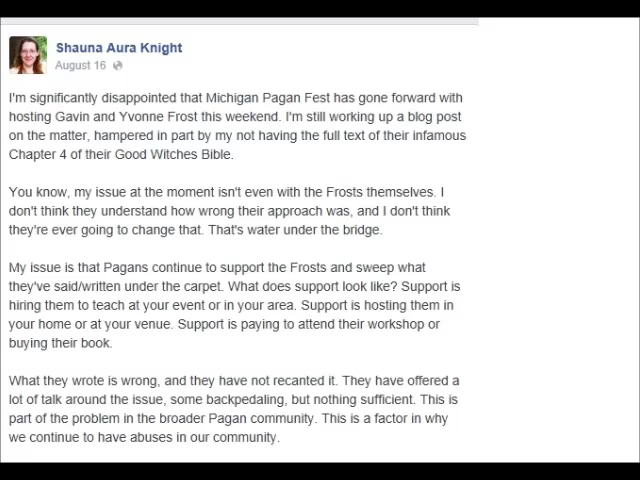 Shauna Aura Knight
August 16
I'm significantly disappointed that Michigan Pagan Fest has gone forward with
hosting Gavin and Yvonne Frost this weekend. I'm still working up a blog post
on the matter, hampered in part by my not having the full text of their infamous
Chapter 4 of their Good Witches Bible.
You know, my issue at the moment isn't even with the Frosts themselves. I
don't think they understand how wrong their approach was, and I don't think
they're ever going to change that. That's water under the bridge.
My issue is that Pagans continue to support the Frosts and sweep what
they've said/written under the carpet. What does support look like? Support is
hiring them to teach at your event or in your area. Support is hosting them in
your home or at your venue. Support is paying to attend their workshop or
buying their book.
What they wrote is wrong, and they have not recanted it. They have offered a
lot of talk around the issue, some backpedaling, but nothing sufficient. This is
part of the problem in the broader Pagan community. This is a factor in why
we continue to have abuses in our community.